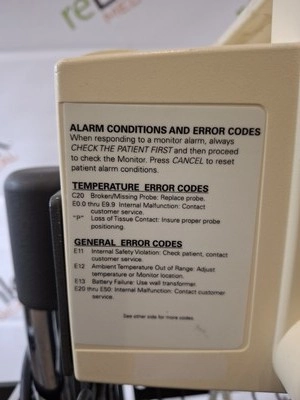 ALARM CONDITIONS AND ERROR CODES
When responding to a monitor alarm, always
CHECK THE PATIENT FIRST and then proceed
to check the Monitor. Press CANCEL to reset
patient alarm conditions.
TEMPERATURE ERROR CODES
C20 Broken/Missing Probe: Replace probe.
E0.0 thru E9.9 Internal Malfunction: Contact
customer service.
"P" Loss of Tissue Contact: Insure proper probe
positioning.
GENERAL ERROR CODES
E11 Internal Safety Violation: Check patient; contact
customer service.
E12 Ambient Temperature Out of Range: Adjust
temperature or Monitor location.
E13 Battery Failure: Use wall transformer.
E20 thru E50: Internal Malfunction: Contact customer
service.
See other side for more codes.